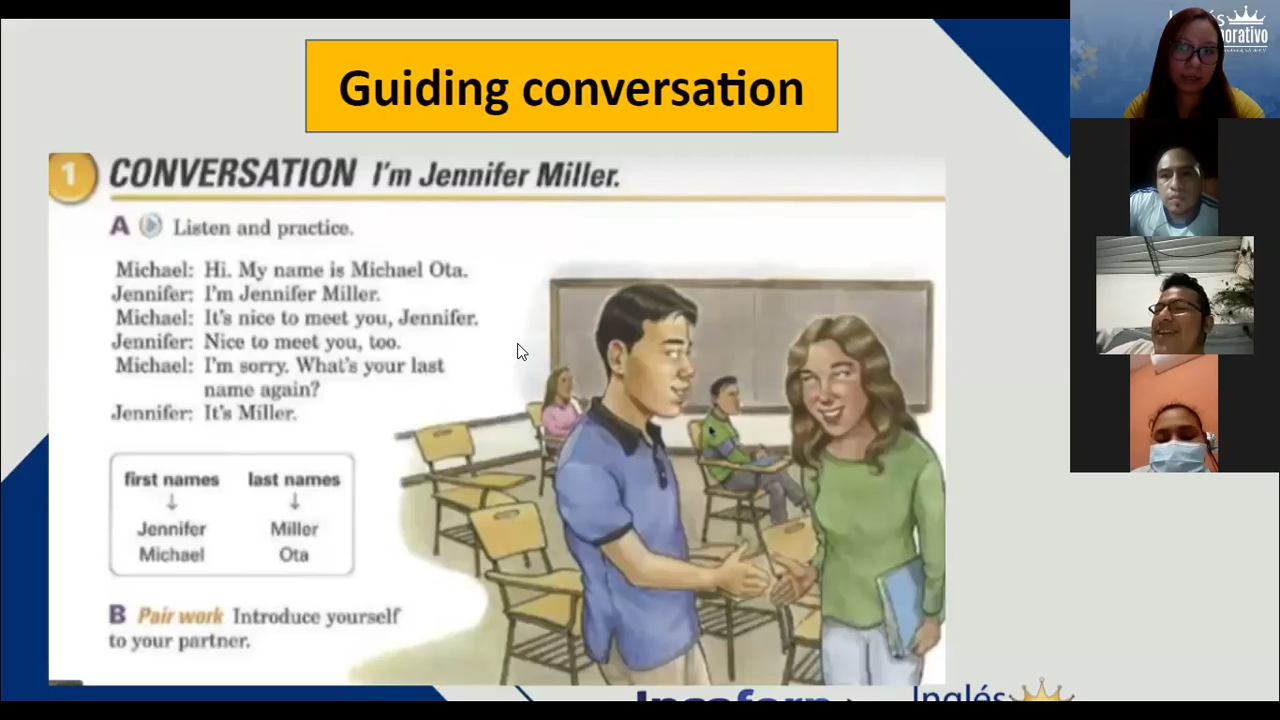 Guiding conversation
1 CONVERSATION I'm Jennifer Miller.
A Listen and practice.
Michael: Hi. My name is Michael Ota.
Jennifer: I'm Jennifer Miller.
Michael: It's nice to meet you, Jennifer.
Jennifer: Nice to meet you, too.
Michael: I'm sorry. What's your last
name again?
Jennifer: It's Miller.
first names last names
Jennifer Miller
Michael Ota
B Pair work Introduce yourself
to your partner.
Inglés